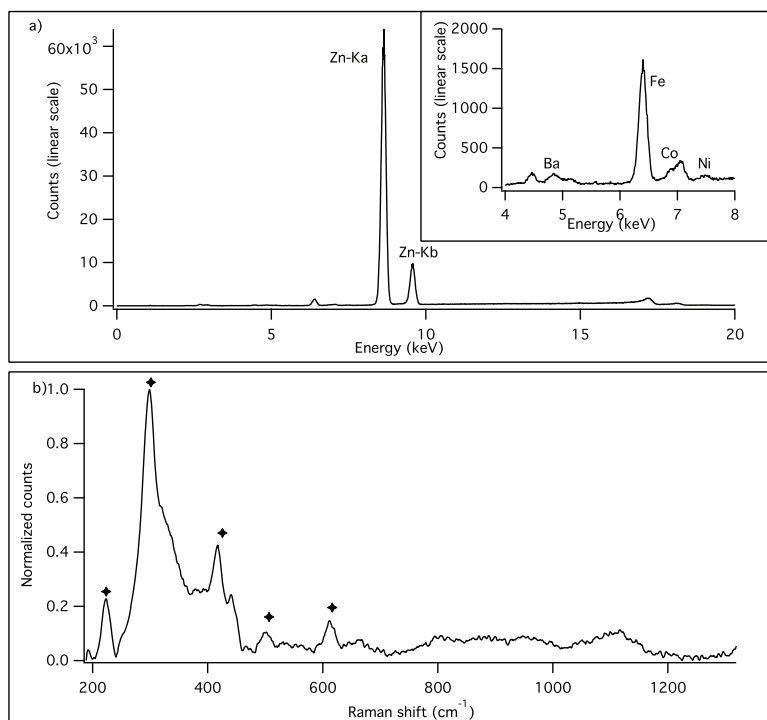 a)
Zn-Ka
Zn-Kb
60x10³
50
40
30
20
10
0
Counts (linear scale)
0
5
10
15
20
Energy (keV)
2000
1500
1000
500
0
Counts (linear scale)
Ba
Fe
Co
Ni
4
5
6
7
8
Energy (keV)
b)
1.0
0.8
0.6
0.4
0.2
0.0
Normalized counts
200
400
600
800
1000
1200
Raman shift (cm⁻¹)